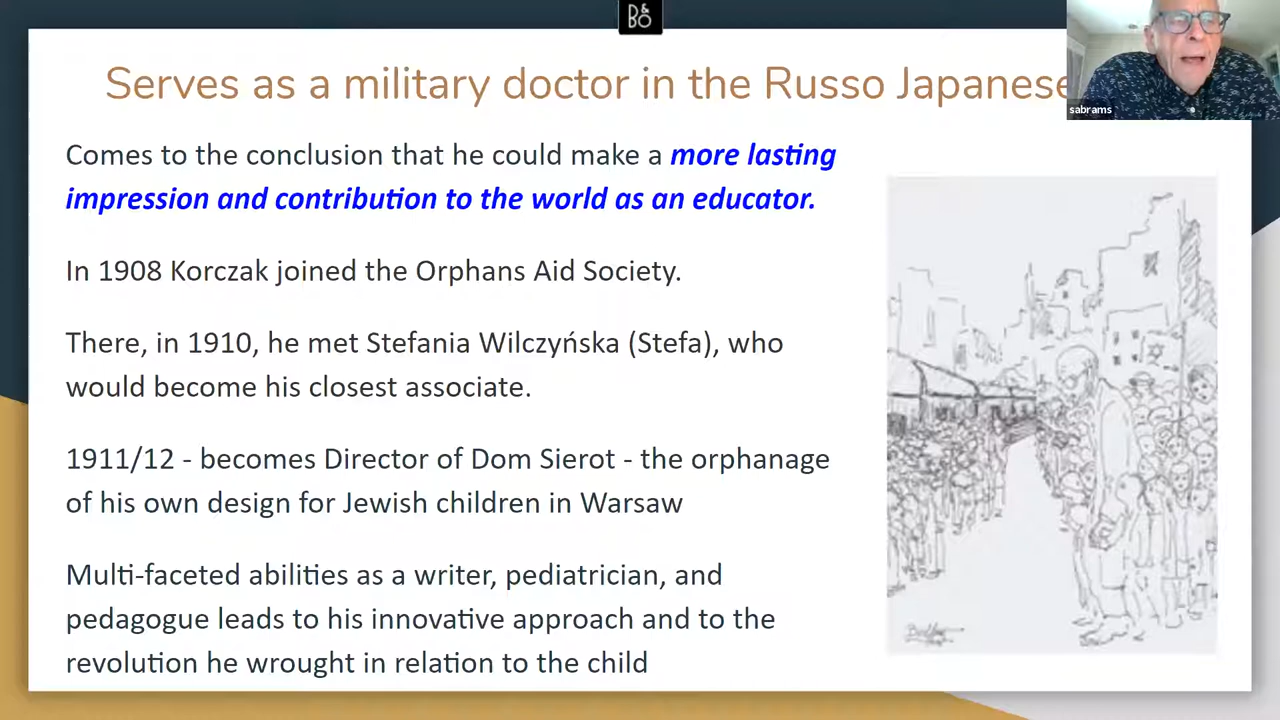 D&
BO
Serves as a military doctor in the Russo Japanese
sabrams
Comes to the conclusion that he could make a more lasting
impression and contribution to the world as an educator.
In 1908 Korczak joined the Orphans Aid Society.
There, in 1910, he met Stefania Wilczyńska (Stefa), who
would become his closest associate.
1911/12 - becomes Director of Dom Sierot - the orphanage
of his own design for Jewish children in Warsaw
Multi-faceted abilities as a writer, pediatrician, and
pedagogue leads to his innovative approach and to the
revolution he wrought in relation to the child